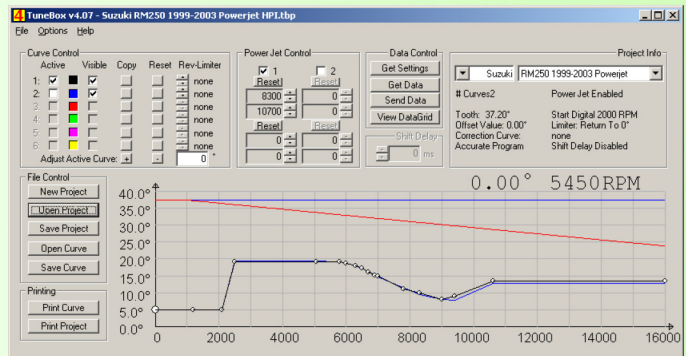 TuneBox v4.07 - Suzuki RM250 1999-2003 Powerjet HPI.tbp
File Options Help
Curve Control
Active Visible Copy Reset Rev-Limiter
1: none
2: none
3: none
4: none
5: none
6: none
Adjust Active Curve: + - 0 °
Power Jet Control
1 2
Reset Reset
8300 0
10700 0
Reset Reset
0 0
0 0
Data Control
Get Settings
Get Data
Send Data
View DataGrid
Shift Delay
0 ms
Project Info
Suzuki RM250 1999-2003 Powerjet
# Curves2 Power Jet Enabled
Tooth: 37.20° Start Digital 2000 RPM
Offset Value: 0.00° Limiter: Return To 0°
Correction Curve: none
Accurate Program Shift Delay Disabled
File Control
New Project
Open Project
Save Project
Open Curve
Save Curve
Printing
Print Curve
Print Project
0.00° 5450RPM
40.0°
35.0°
30.0°
25.0°
20.0°
15.0°
10.0°
5.0°
0.0°
0 2000 4000 6000 8000 10000 12000 14000 16000